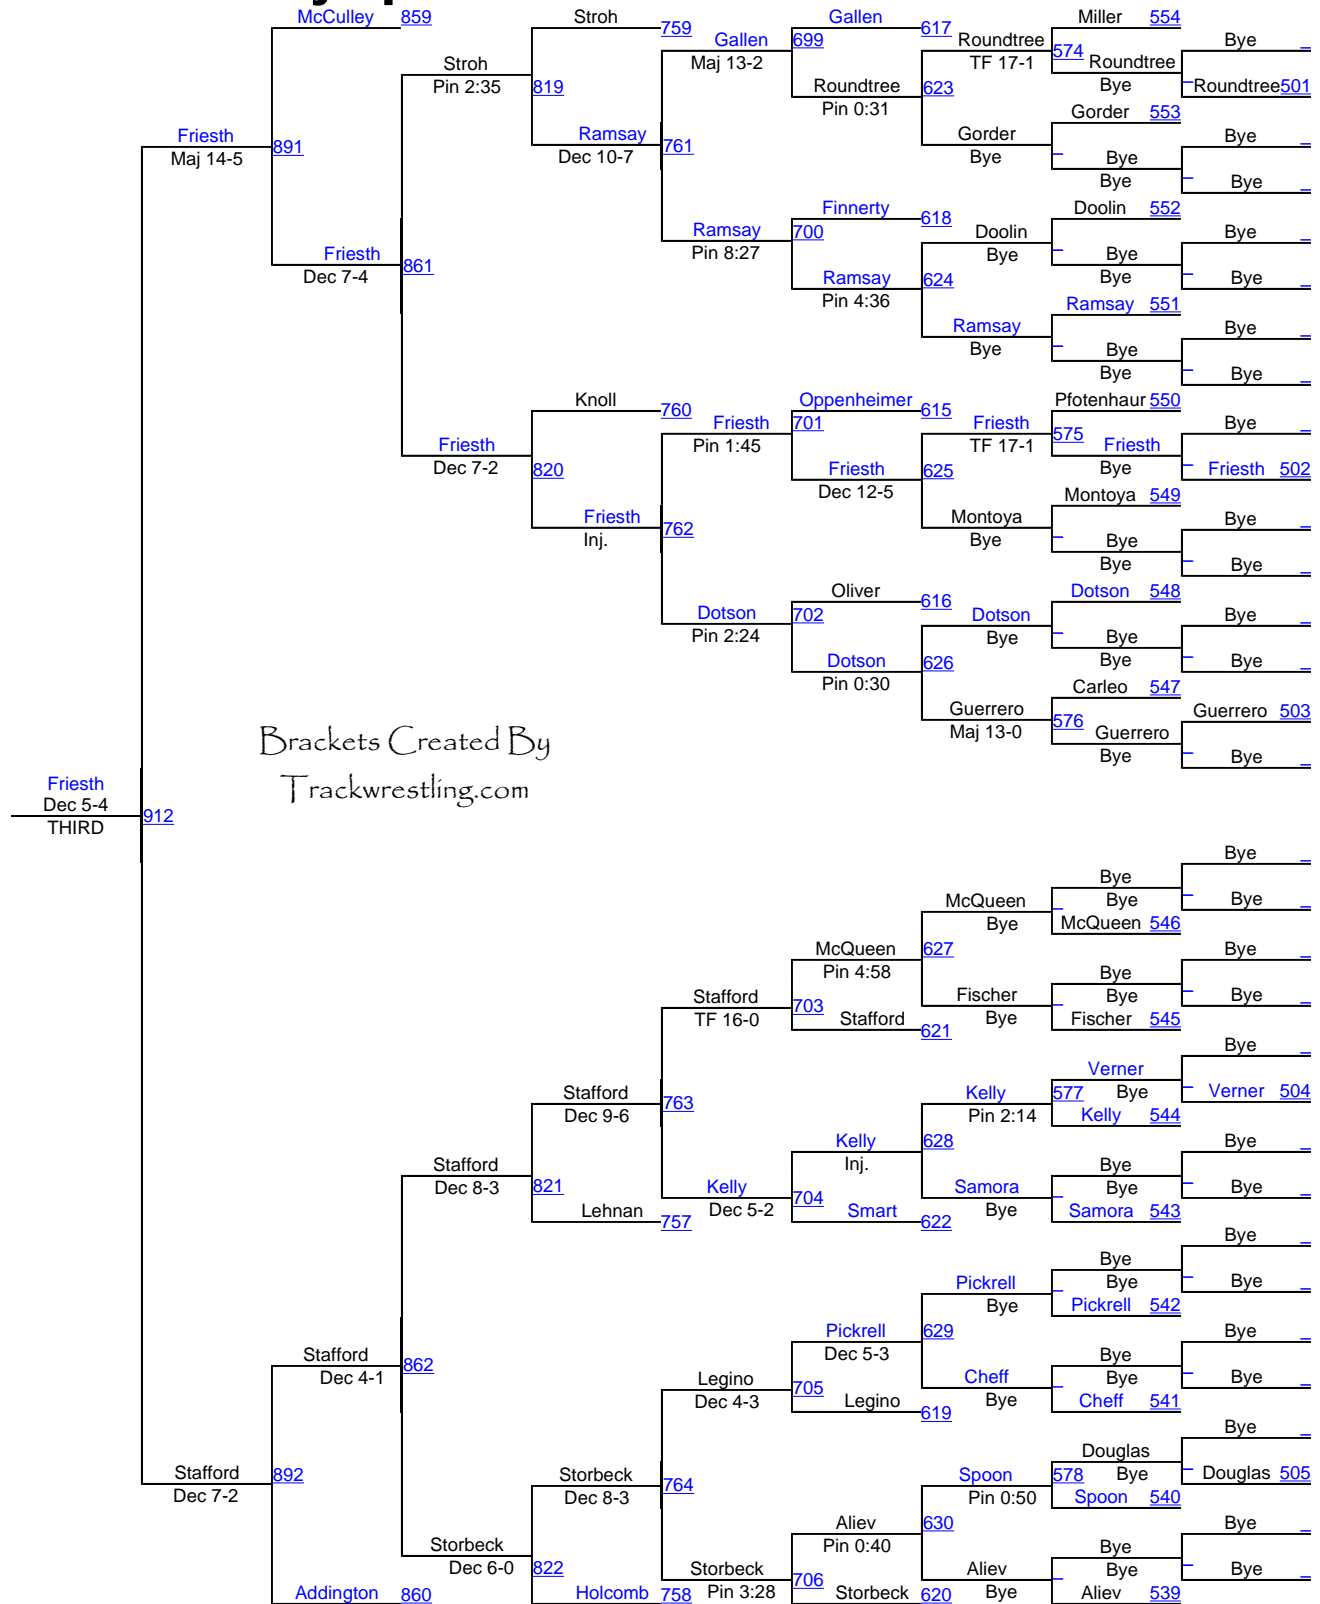 McCulley 859
Stroh
759
Gallen 617
Miller 554
Bye
Gallen
Maj 13-2
699
Roundtree
TF 17-1
574
Roundtree
Bye
Roundtree 501
Stroh
Pin 2:35
819
Roundtree
Pin 0:31
623
Gorder 553
Friesth
Maj 14-5
891
Ramsay
Dec 10-7
761
Gorder
Bye
Bye
Bye
Bye
Bye
Finnerty 618
Doolin 552
Ramsay
Pin 8:27
700
Doolin
Bye
Bye
Bye
Bye
Bye
Friesth
Dec 7-4
861
Ramsay
Pin 4:36
624
Ramsay 551
Ramsay
Bye
Bye
Bye
Bye
Bye
Knoll
760
Oppenheimer 615
Pfotenhaur 550
Friesth
Pin 1:45
701
Friesth
TF 17-1
575
Friesth
Bye
Bye
Friesth 502
Friesth
Dec 7-2
820
Friesth
Dec 12-5
625
Montoya 549
Friesth
Inj.
762
Montoya
Bye
Bye
Bye
Bye
Bye
Oliver 616
Dotson 548
Dotson
Pin 2:24
702
Dotson
Bye
Bye
Bye
Bye
Bye
Dotson
Pin 0:30
626
Carleo 547
Guerrero
Maj 13-0
576
Guerrero
Bye
Guerrero 503
Bye
Brackets Created By
Trackwrestling.com
Friesth
Dec 5-4
THIRD
912
Bye
Bye
Bye
Bye
McQueen
Bye
McQueen 546
McQueen
Pin 4:58
627
Bye
Bye
Bye
Bye
Stafford
TF 16-0
703
Fischer
Bye
Fischer 545
Stafford 621
Bye
Verner
Bye
Verner 504
Stafford
Dec 9-6
763
Kelly
Pin 2:14
577
Kelly 544
Kelly
Inj.
628
Bye
Bye
Bye
Bye
Stafford
Dec 8-3
821
Kelly
Dec 5-2
704
Samora
Bye
Samora 543
Lehnan 757
Smart 622
Bye
Bye
Bye
Bye
Pickrell
Bye
Pickrell 542
Pickrell
Dec 5-3
629
Bye
Bye
Bye
Bye
Stafford
Dec 4-1
862
Legino
Dec 4-3
705
Cheff
Bye
Cheff 541
Legino 619
Bye
Douglas
Bye
Douglas 505
Stafford
Dec 7-2
892
Storbeck
Dec 8-3
764
Spoon
Pin 0:50
578
Spoon 540
Aliev
Pin 0:40
630
Bye
Bye
Bye
Bye
Storbeck
Dec 6-0
822
Storbeck
Pin 3:28
706
Aliev
Bye
Aliev 539
Addington 860
Holcomb 758
Storbeck 620